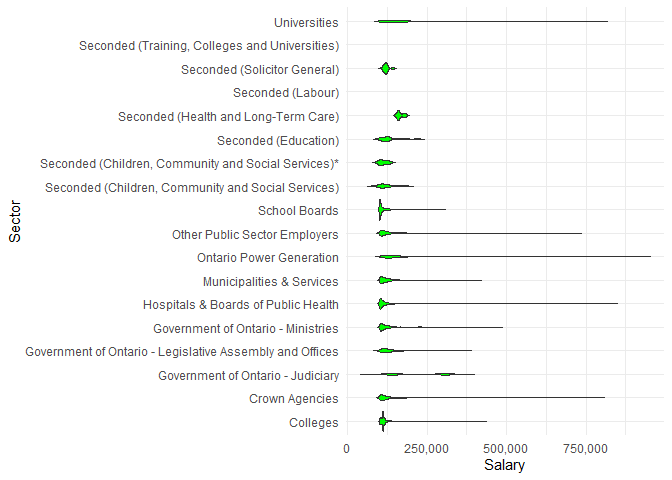 Universities
Seconded (Training, Colleges and Universities)
Seconded (Solicitor General)
Seconded (Labour)
Seconded (Health and Long-Term Care)
Seconded (Education)
Seconded (Children, Community and Social Services)*
Seconded (Children, Community and Social Services)
School Boards
Other Public Sector Employers
Ontario Power Generation
Municipalities & Services
Hospitals & Boards of Public Health
Government of Ontario - Ministries
Government of Ontario - Legislative Assembly and Offices
Government of Ontario - Judiciary
Crown Agencies
Colleges
Sector
0 250,000 500,000 750,000
Salary